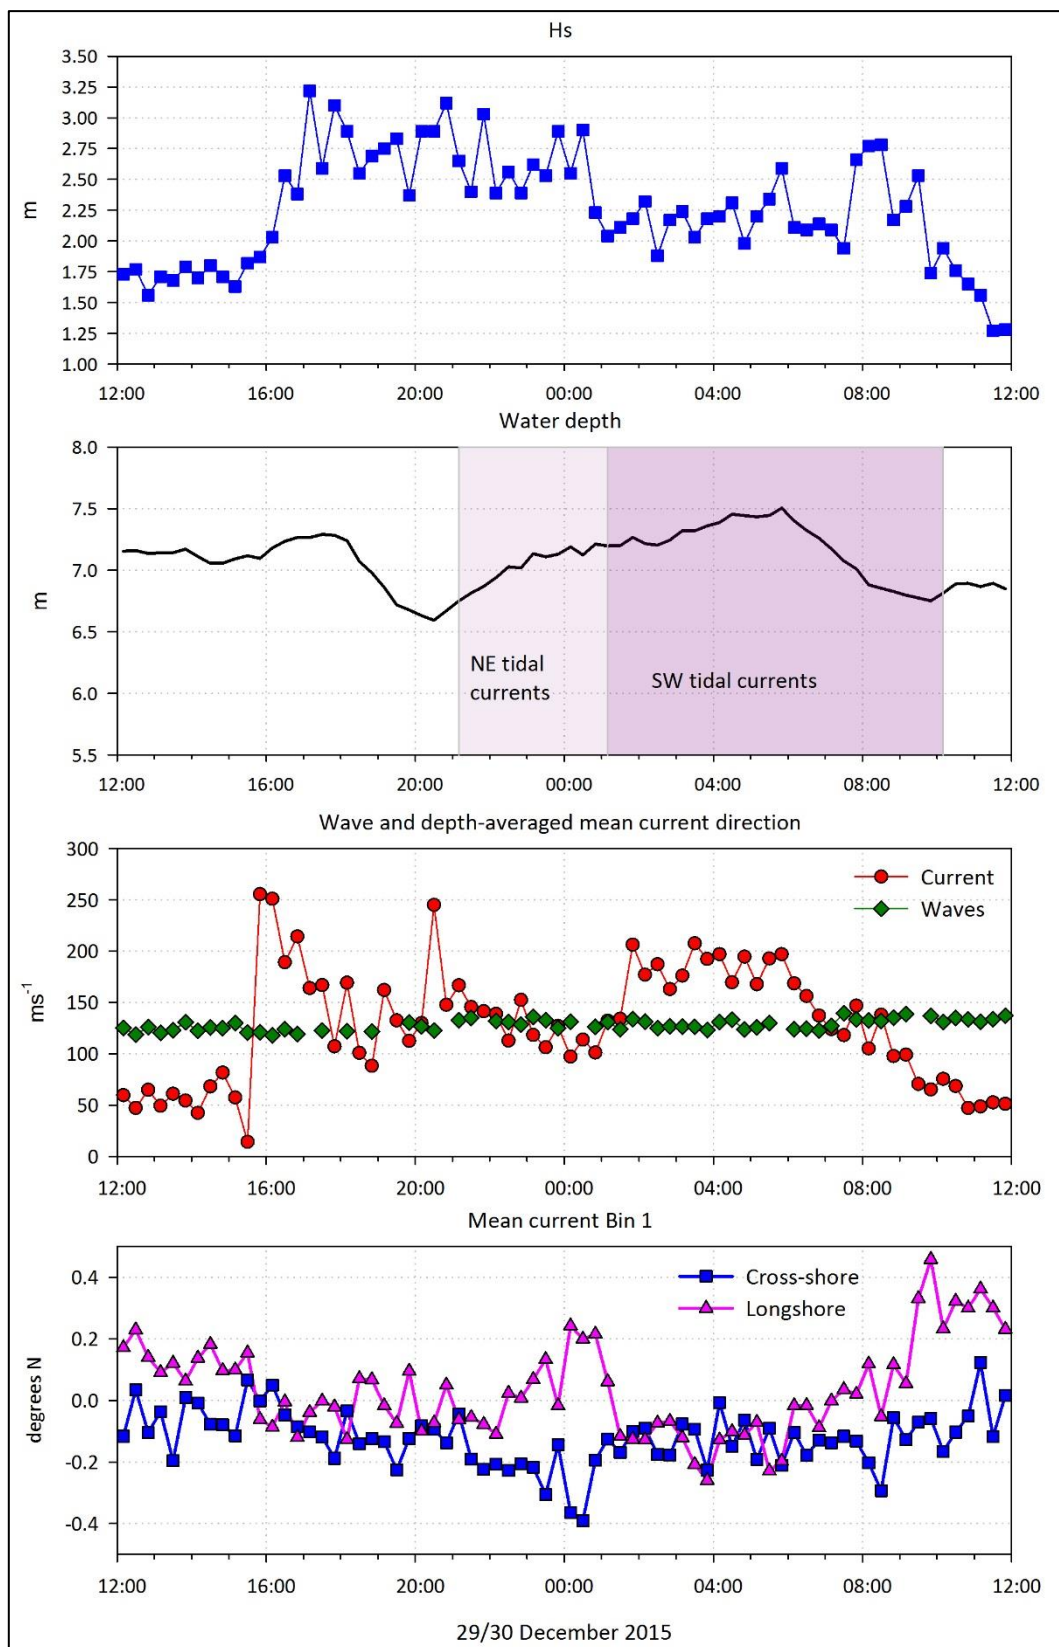 Hs
3.50
3.25
3.00
2.75
2.50
2.25
2.00
1.75
1.50
1.25
1.00
m
12:00 16:00 20:00 00:00 04:00 08:00 12:00
Water depth
8.0
7.5
7.0
6.5
6.0
5.5
m
NE tidal
currents
SW tidal currents
12:00 16:00 20:00 00:00 04:00 08:00 12:00
Wave and depth-averaged mean current direction
300
250
200
150
100
50
0
ms⁻¹
Current
Waves
12:00 16:00 20:00 00:00 04:00 08:00 12:00
Mean current Bin 1
0.4
0.2
0.0
-0.2
-0.4
degrees N
Cross-shore
Longshore
12:00 16:00 20:00 00:00 04:00 08:00 12:00
29/30 December 2015